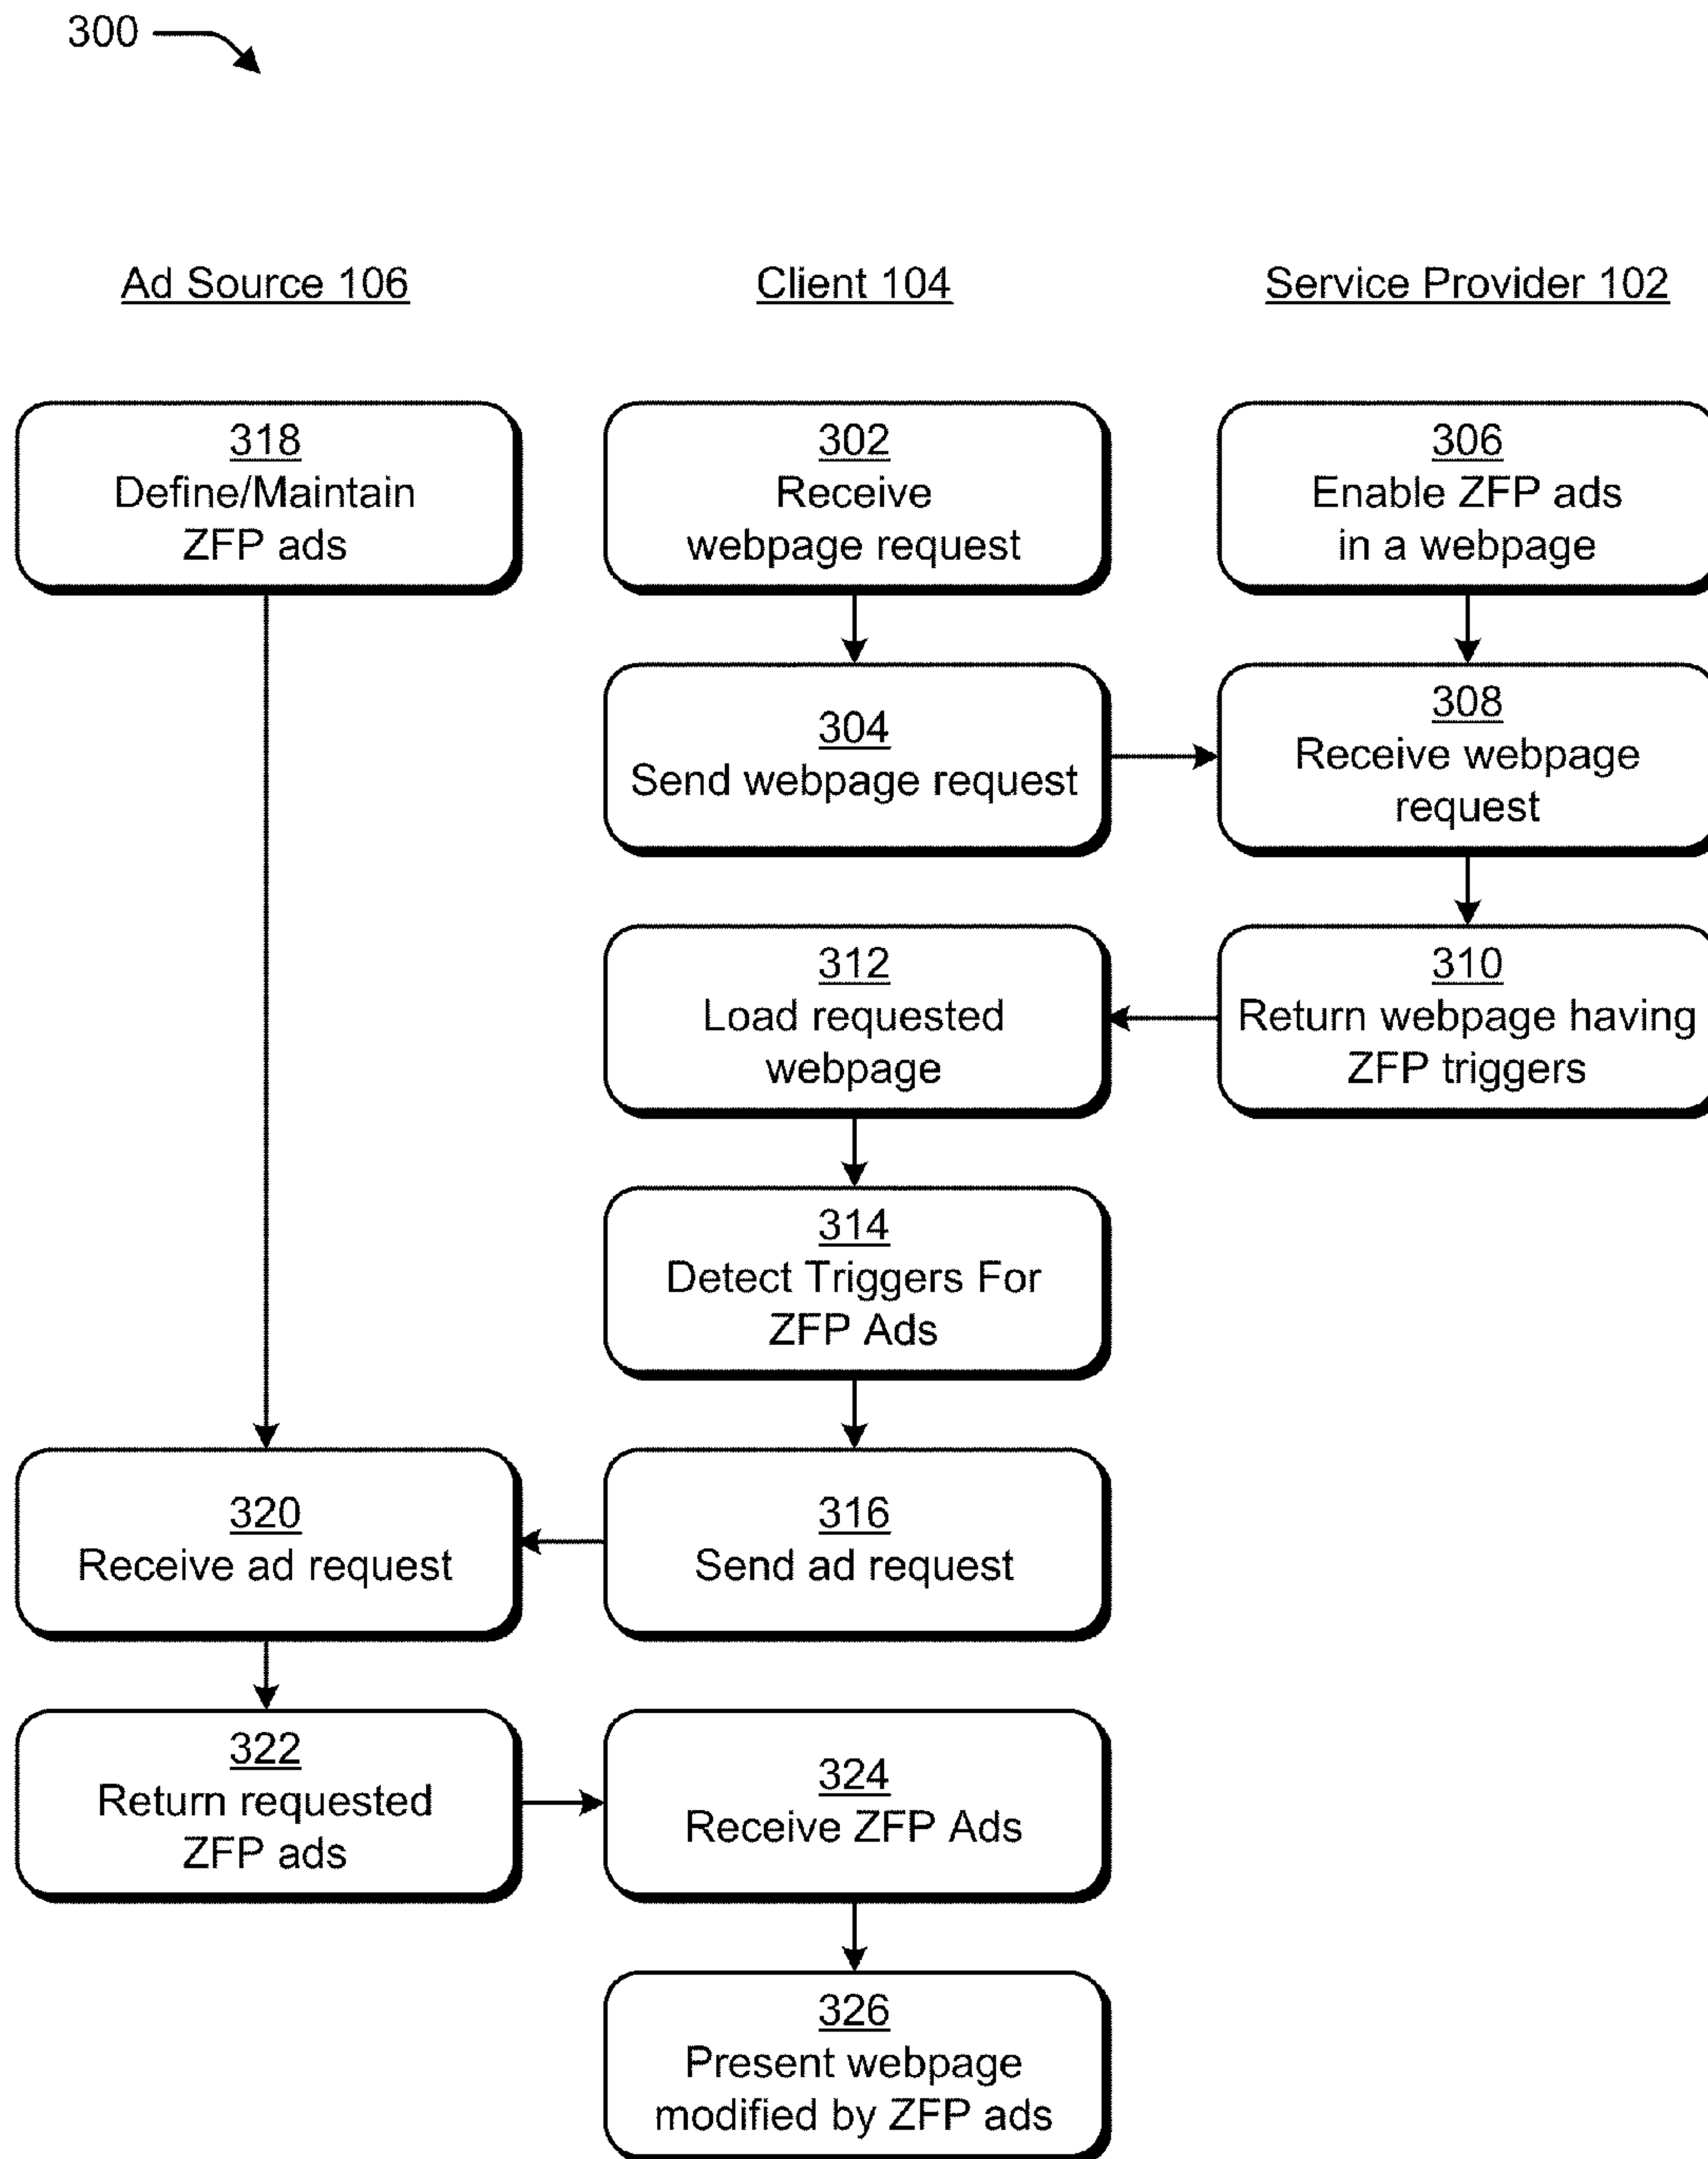 300
Ad Source 106
Client 104
Service Provider 102
318
Define/Maintain
ZFP ads
302
Receive
webpage request
306
Enable ZFP ads
in a webpage
304
Send webpage request
308
Receive webpage
request
312
Load requested
webpage
310
Return webpage having
ZFP triggers
314
Detect Triggers For
ZFP Ads
320
Receive ad request
316
Send ad request
322
Return requested
ZFP ads
324
Receive ZFP Ads
326
Present webpage
modified by ZFP ads